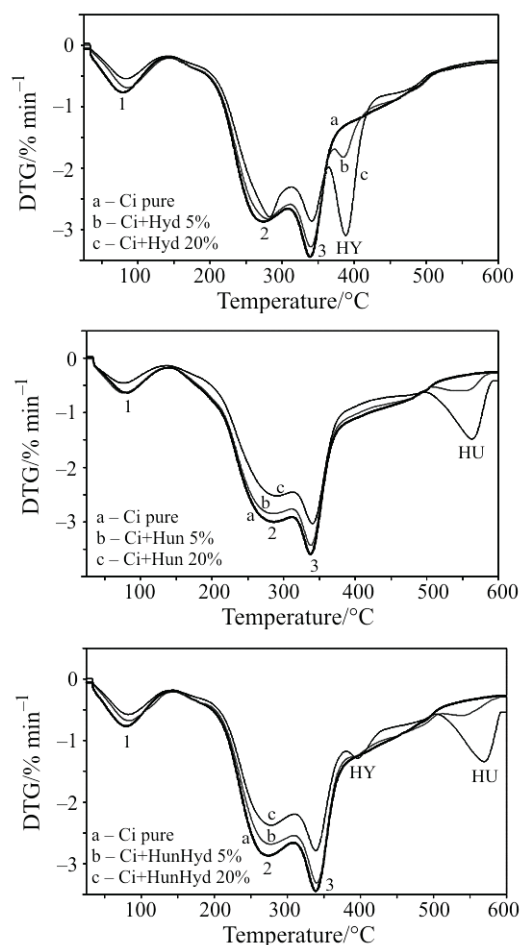 0
−1
−2
−3
DTG/% min⁻¹
1
2
3
a
b
c
HY
a – Ci pure
b – Ci+Hyd 5%
c – Ci+Hyd 20%
100 200 300 400 500 600
Temperature/°C
0
−1
−2
−3
DTG/% min⁻¹
1
a
b
c
2
3
HU
a – Ci pure
b – Ci+Hun 5%
c – Ci+Hun 20%
100 150 200 300 400 500 600
Temperature/°C
0
−1
−2
−3
DTG/% min⁻¹
1
a
b
c
2
3
HY
HU
a – Ci pure
b – Ci+HunHyd 5%
c – Ci+HunHyd 20%
100 150 200 300 400 500 600
Temperature/°C